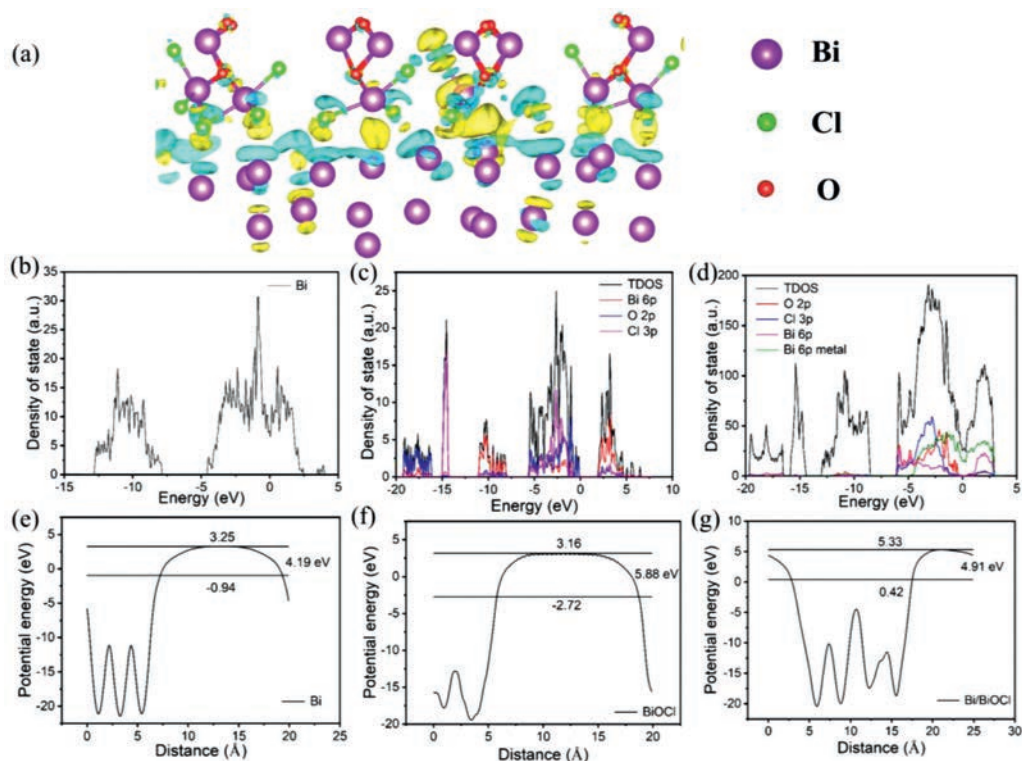 (a)
Bi
Cl
O
(b)
Density of state (a.u.)
35
30
25
20
15
10
5
0
-15
-10
-5
0
5
Energy (eV)
Bi
(c)
Density of state (a.u.)
25
20
15
10
5
0
-20
-15
-10
-5
0
5
10
Energy (eV)
TDOS
Bi 6p
O 2p
Cl 3p
(d)
Density of state (a.u.)
200
150
100
50
0
-20
-15
-10
-5
0
5
Energy (eV)
TDOS
O 2p
Cl 3p
Bi 6p
Bi 6p metal
(e)
Potential energy (eV)
5
0
-5
-10
-15
-20
0
5
10
15
20
25
Distance (Å)
3.25
4.19 eV
-0.94
Bi
(f)
Potential energy (eV)
5
0
-5
-10
-15
-20
0
5
10
15
20
Distance (Å)
3.16
5.88 eV
-2.72
BiOCl
(g)
Potential energy (eV)
10
5
0
-5
-10
-15
-20
0
5
10
15
20
25
30
Distance (Å)
5.33
4.91 eV
0.42
Bi/BiOCl